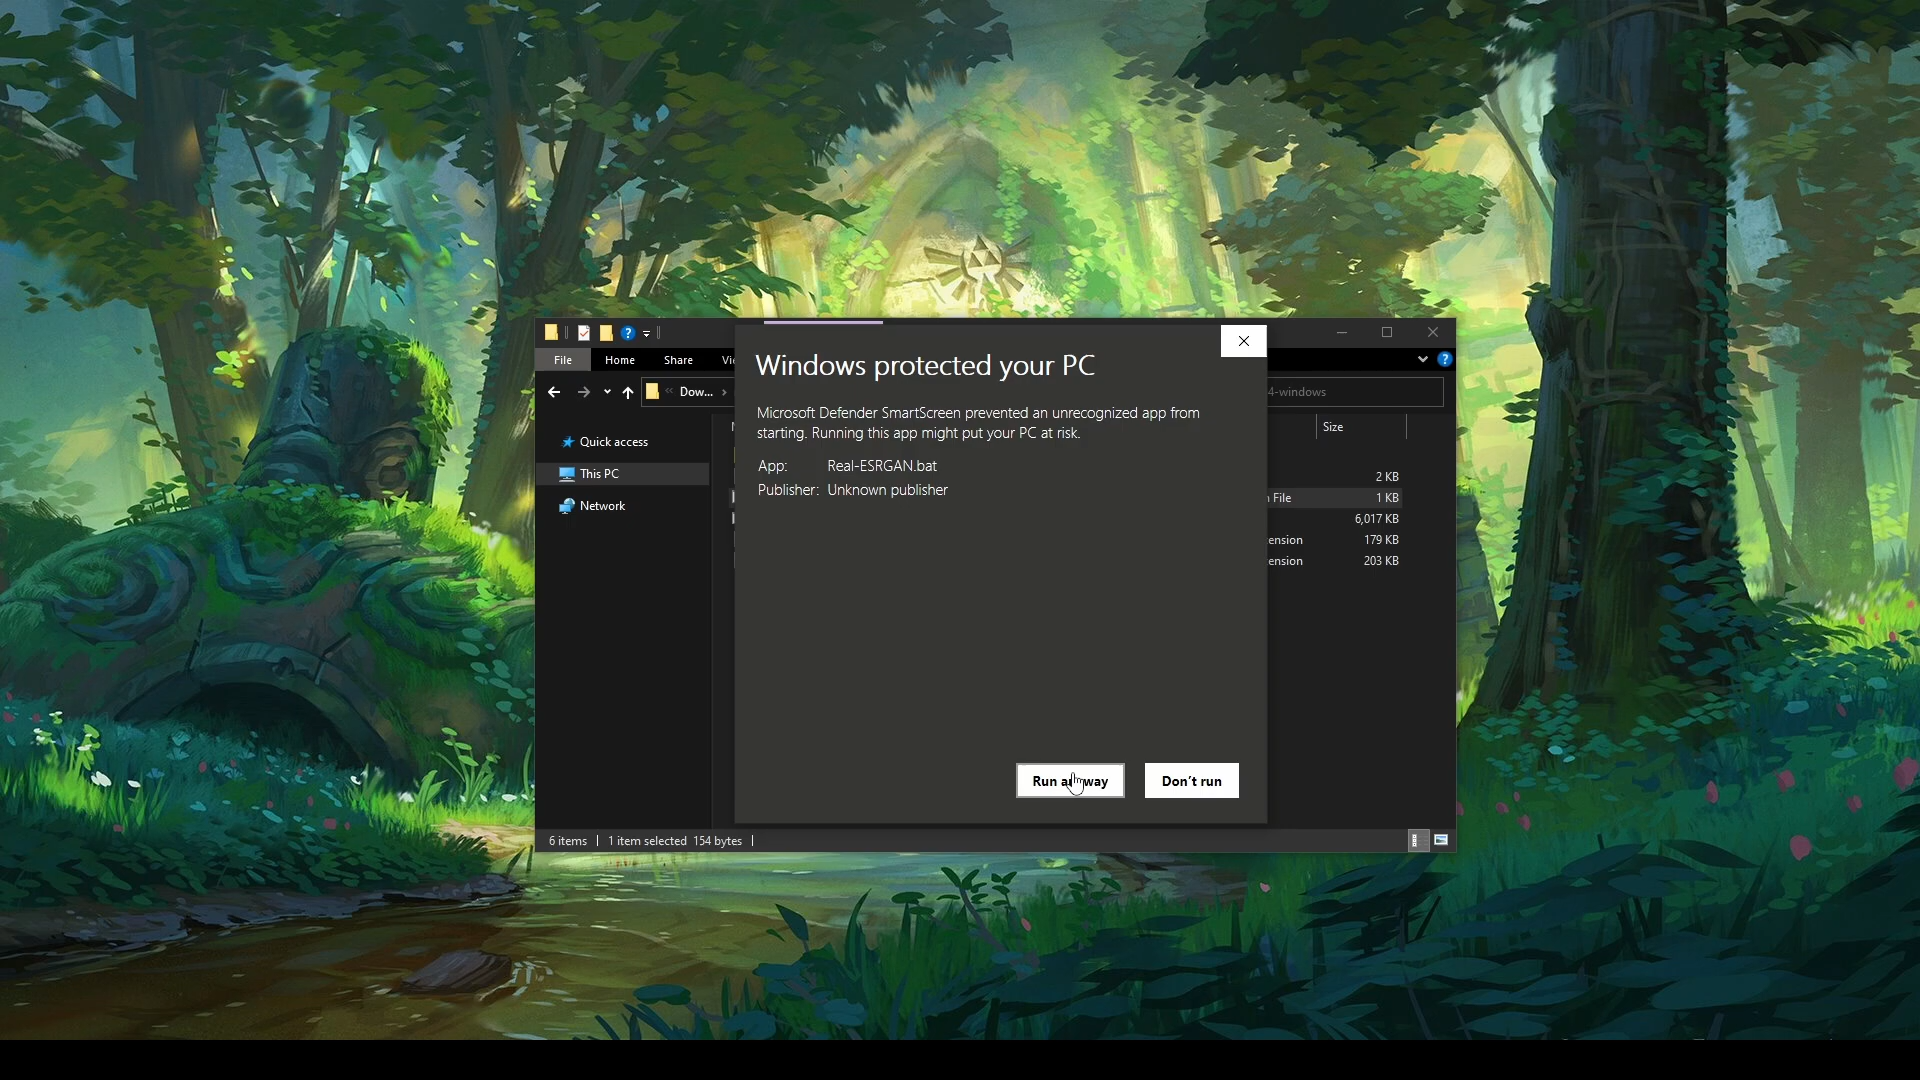 File
Home
Share
Dow...
4-windows
Quick access
This PC
Network
Size
2 KB
File
1 KB
6,017 KB
ension
179 KB
ension
203 KB
Windows protected your PC
Microsoft Defender SmartScreen prevented an unrecognized app from
starting. Running this app might put your PC at risk.
App: Real-ESRGAN.bat
Publisher: Unknown publisher
Run anyway
Don't run
6 items
1 item selected 154 bytes